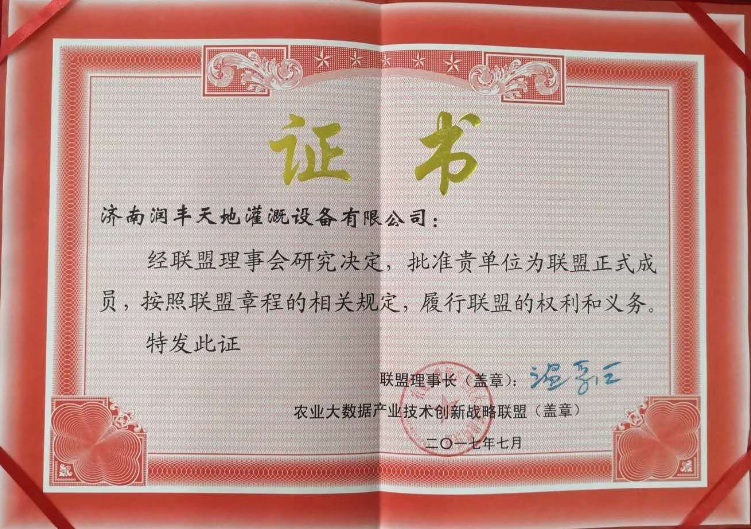 证书
济南润丰天地灌溉设备有限公司：
经联盟理事会研究决定，批准贵单位为联盟正式成
员，按照联盟章程的相关规定，履行联盟的权利和义务。
特发此证
联盟理事长（盖章）：
农业大数据产业技术创新战略联盟（盖章）
二〇一七年七月